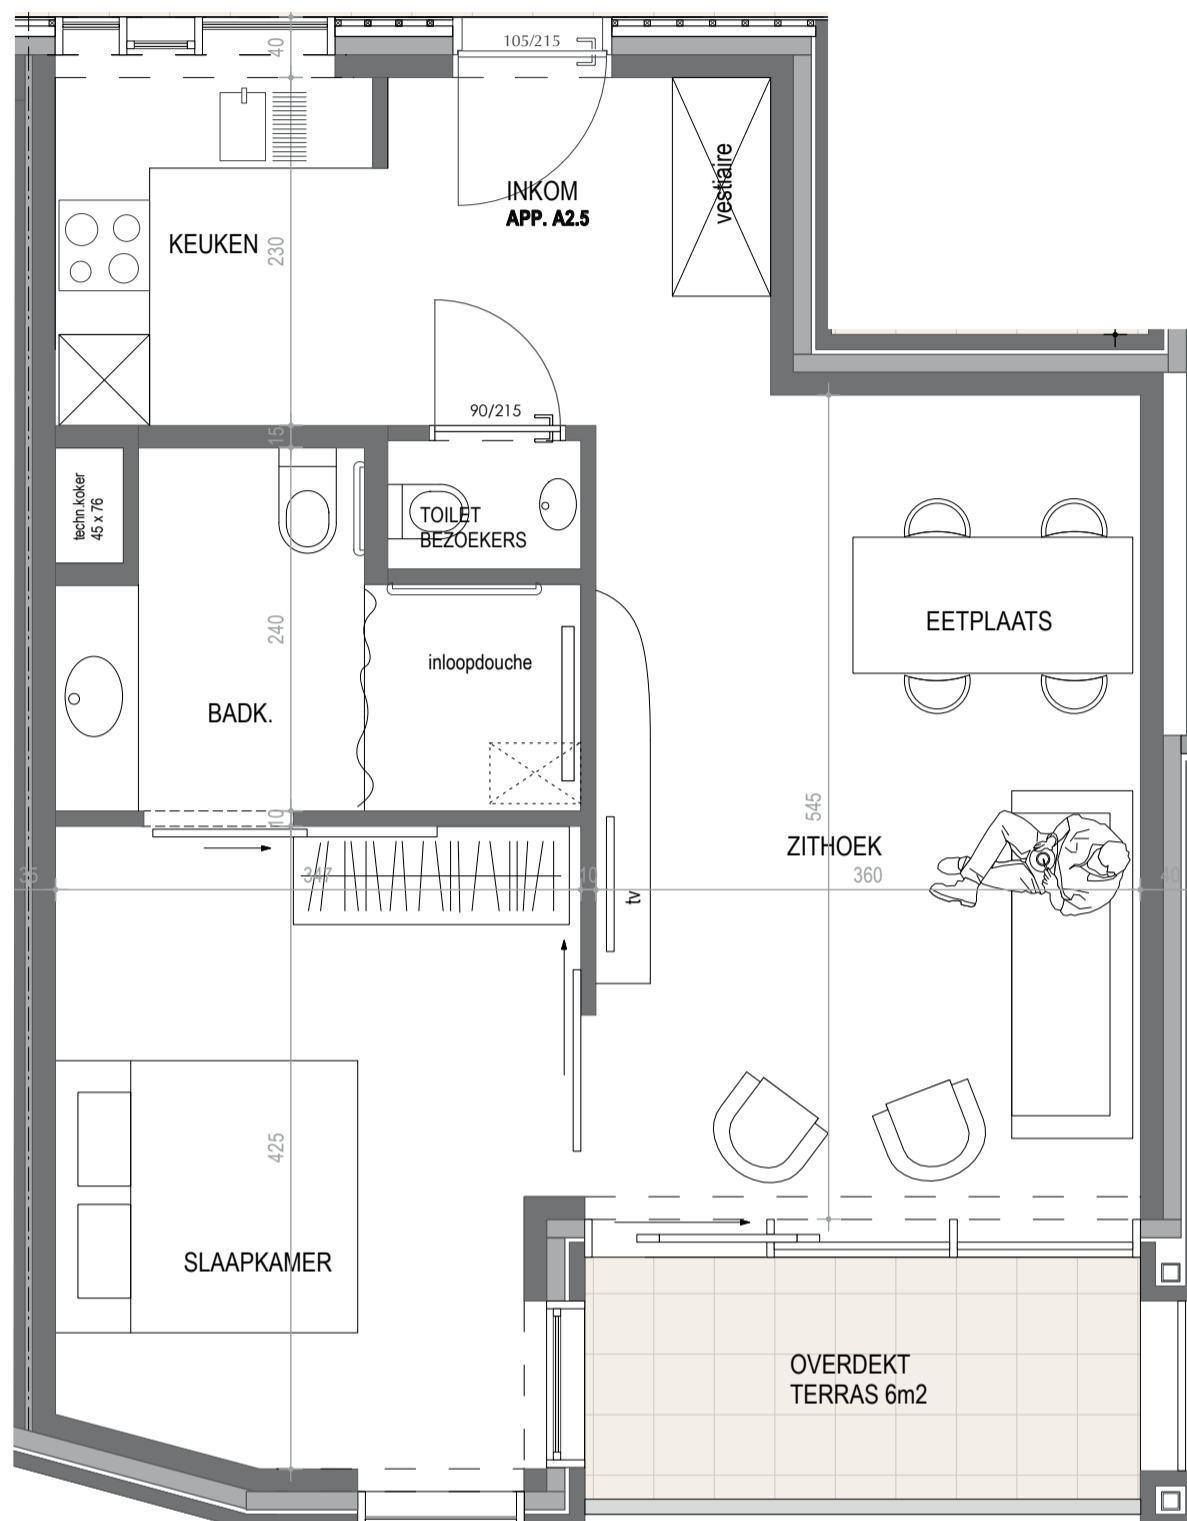 40
105/215
vestiaire
INKOM
APP. A2.5
KEUKEN
230
90/215
15
techn.koker
45 x 76
TOILET
BEZOEKERS
EETPLAATS
240
inloopdouche
BADK.
10
545
ZITHOEK
35
347
10
360
40
tv
425
SLAAPKAMER
OVERDEKT
TERRAS 6m2